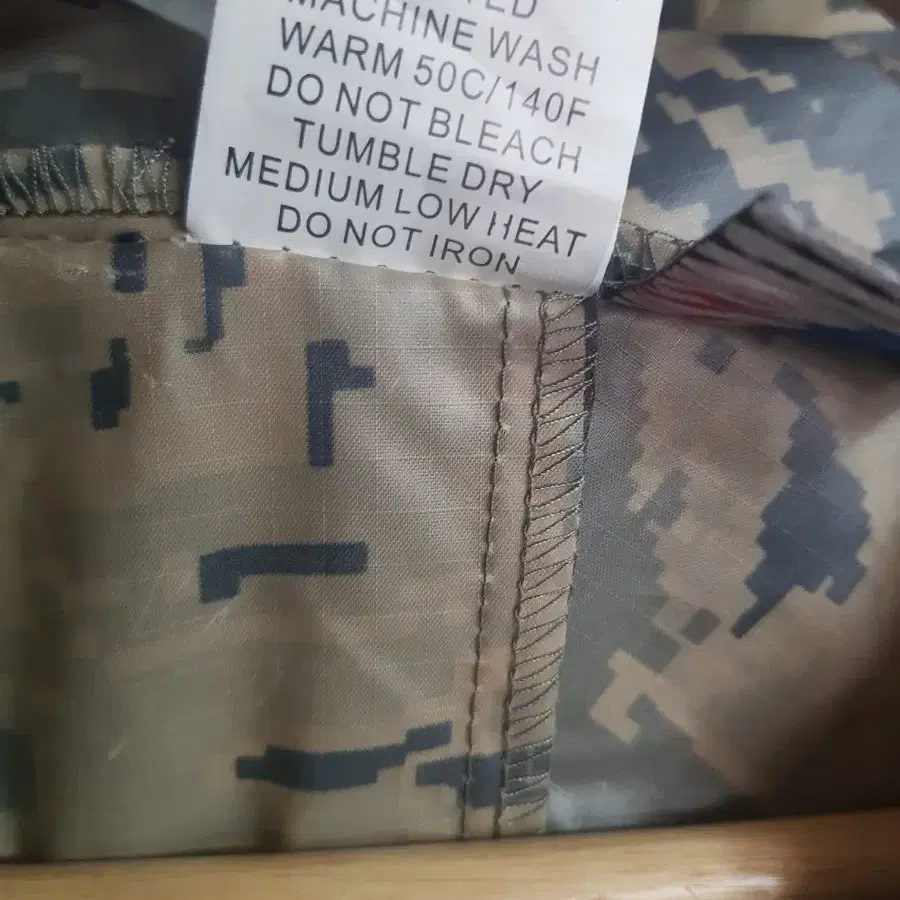 MACHINE WASH
WARM 50C/140F
DO NOT BLEACH
TUMBLE DRY
MEDIUM LOW HEAT
DO NOT IRON